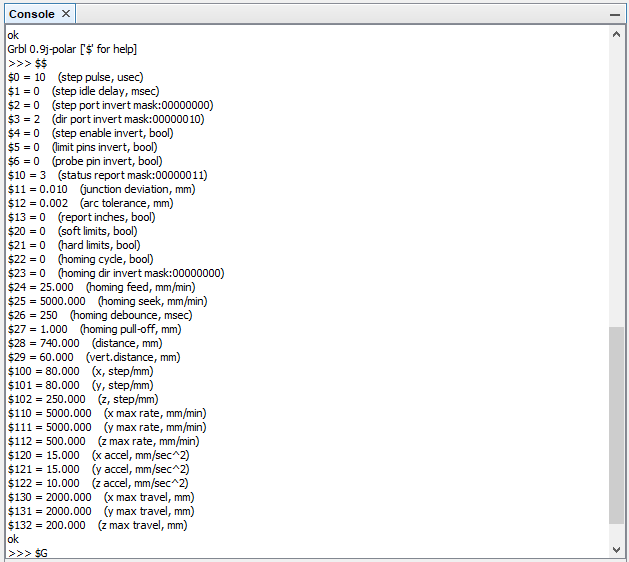 Console
ok
Grbl 0.9j-polar ['$' for help]
>>> $$
$0 = 10 (step pulse, usec)
$1 = 0 (step idle delay, msec)
$2 = 0 (step port invert mask:00000000)
$3 = 2 (dir port invert mask:00000010)
$4 = 0 (step enable invert, bool)
$5 = 0 (limit pins invert, bool)
$6 = 0 (probe pin invert, bool)
$10 = 3 (status report mask:00000011)
$11 = 0.010 (junction deviation, mm)
$12 = 0.002 (arc tolerance, mm)
$13 = 0 (report inches, bool)
$20 = 0 (soft limits, bool)
$21 = 0 (hard limits, bool)
$22 = 0 (homing cycle, bool)
$23 = 0 (homing dir invert mask:00000000)
$24 = 25.000 (homing feed, mm/min)
$25 = 5000.000 (homing seek, mm/min)
$26 = 250 (homing debounce, msec)
$27 = 1.000 (homing pull-off, mm)
$28 = 740.000 (distance, mm)
$29 = 60.000 (vert.distance, mm)
$100 = 80.000 (x, step/mm)
$101 = 80.000 (y, step/mm)
$102 = 250.000 (z, step/mm)
$110 = 5000.000 (x max rate, mm/min)
$111 = 5000.000 (y max rate, mm/min)
$112 = 500.000 (z max rate, mm/min)
$120 = 15.000 (x accel, mm/sec^2)
$121 = 15.000 (y accel, mm/sec^2)
$122 = 10.000 (z accel, mm/sec^2)
$130 = 2000.000 (x max travel, mm)
$131 = 2000.000 (y max travel, mm)
$132 = 200.000 (z max travel, mm)
ok
>>> $G